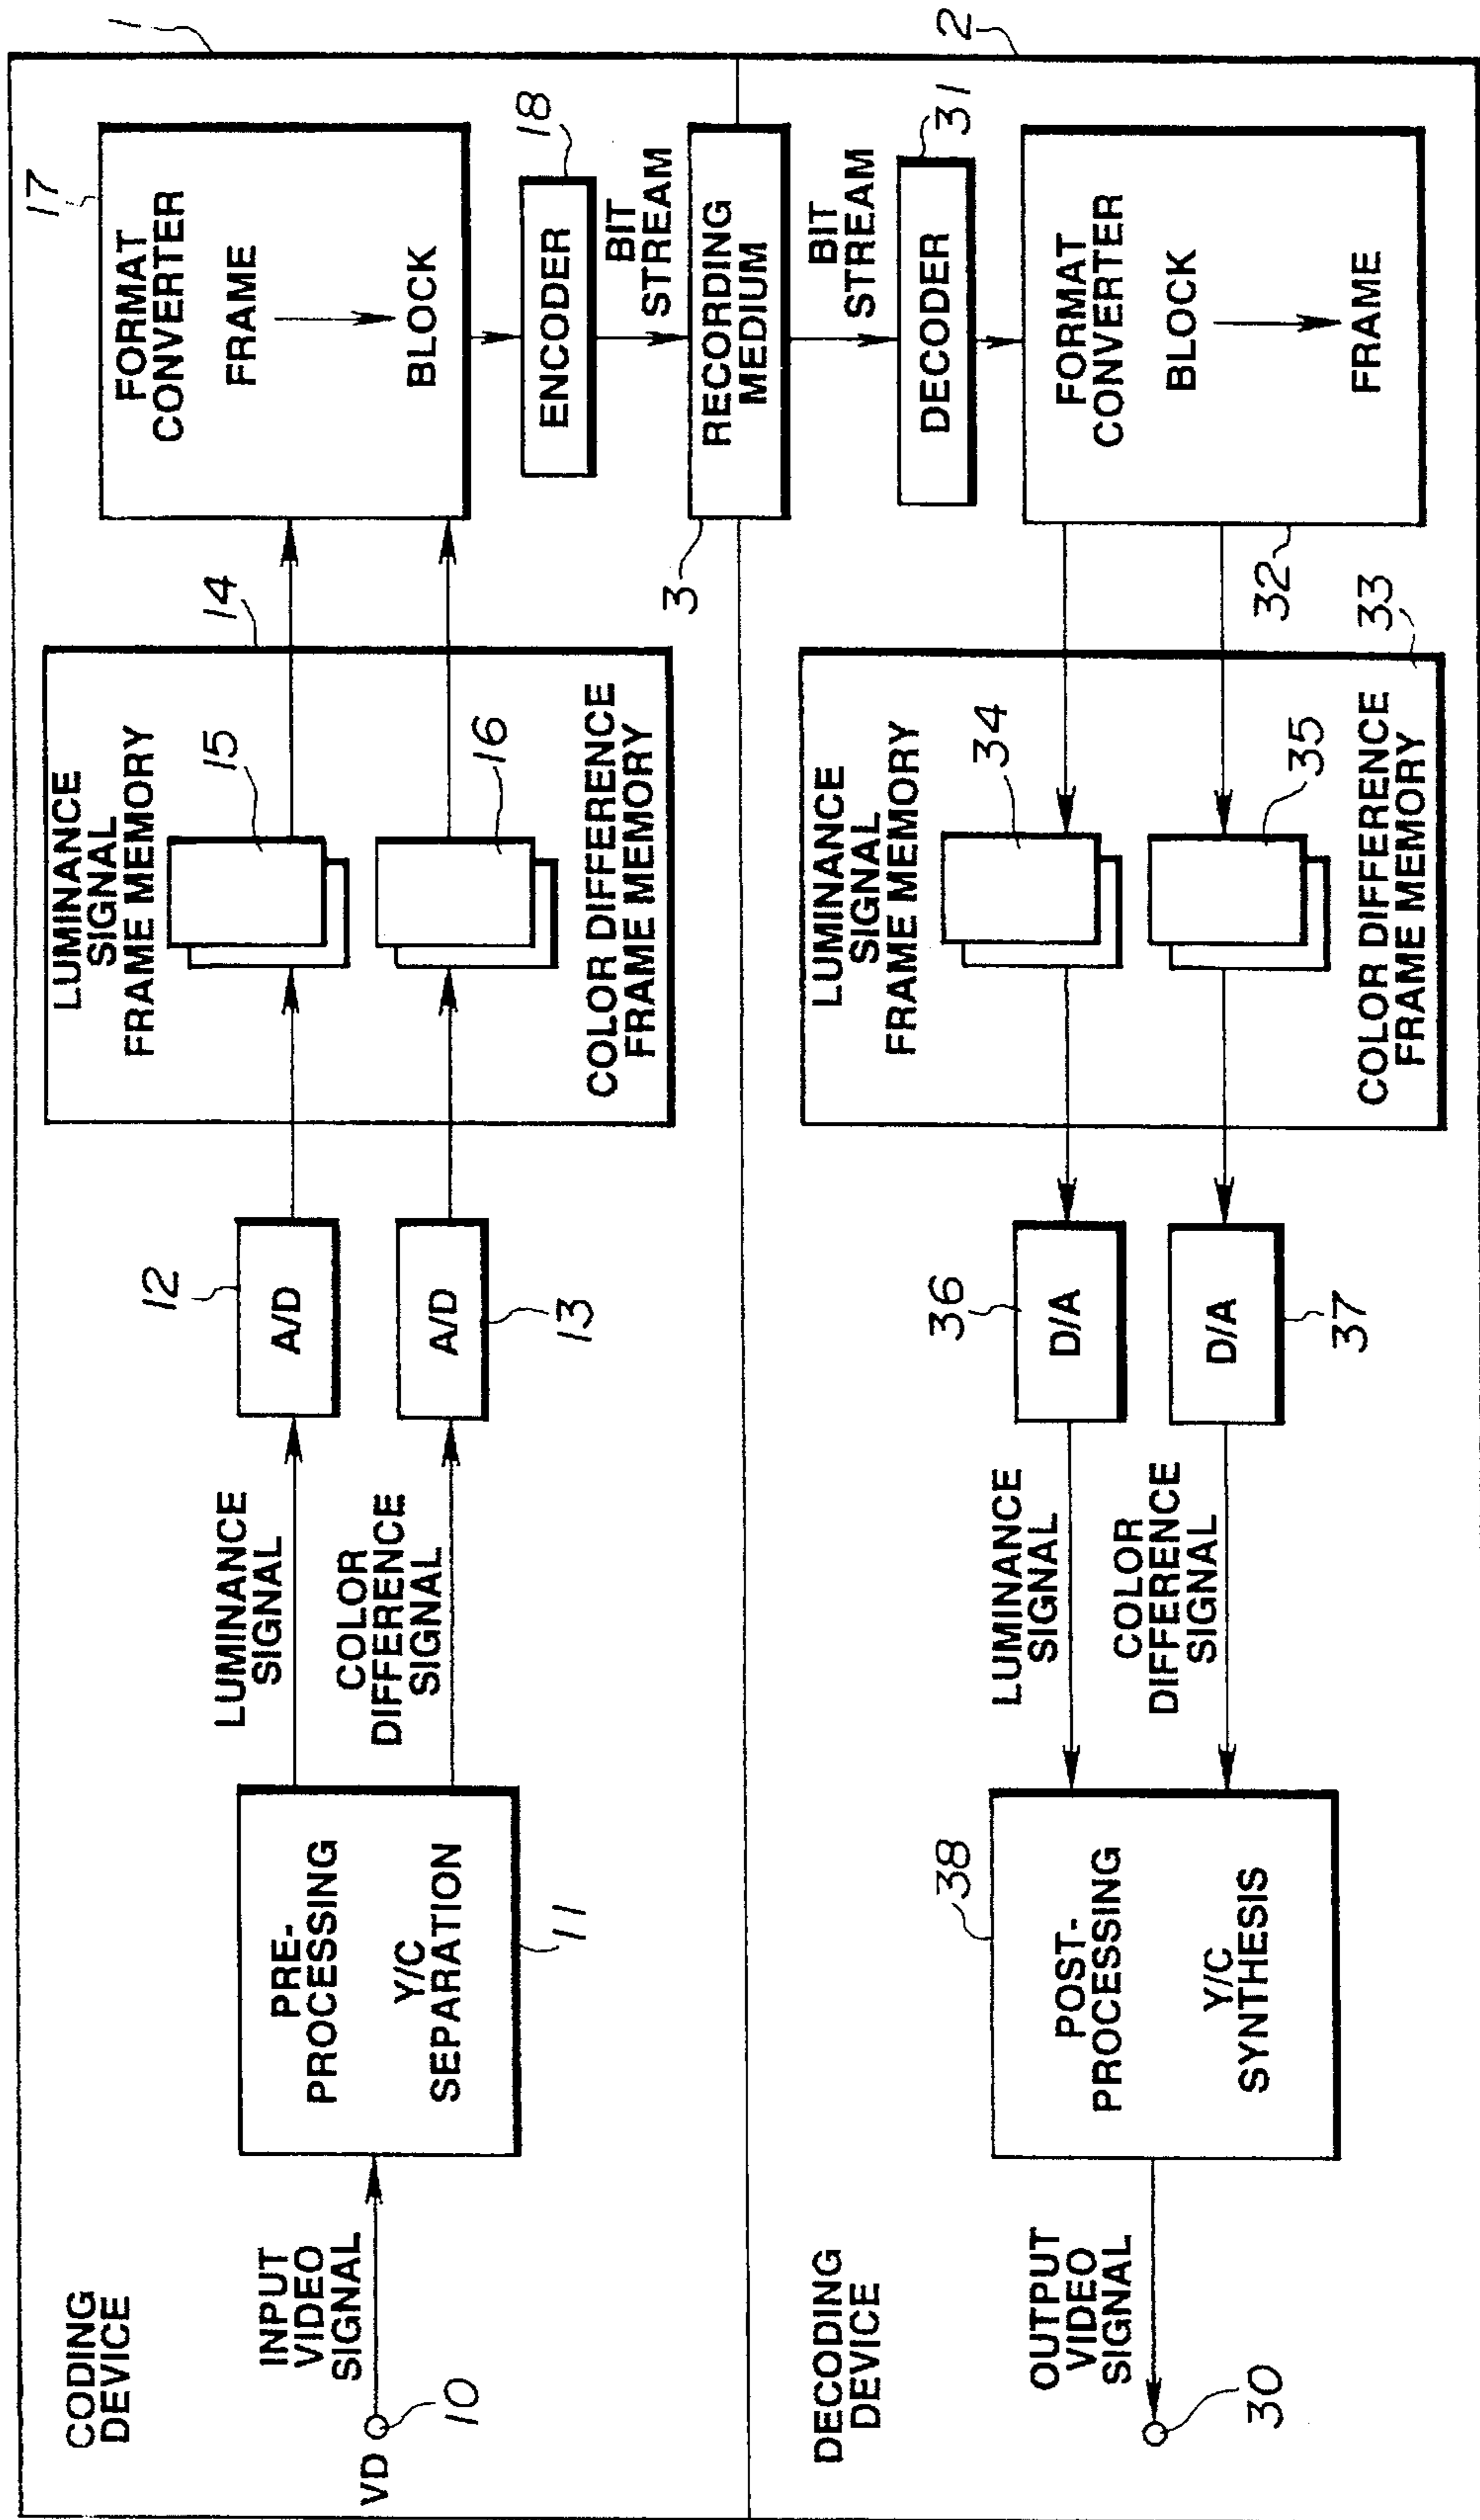 CODING
DEVICE
VD
10
INPUT
VIDEO
SIGNAL
PRE-
PROCESSING
Y/C
SEPARATION
11
LUMINANCE
SIGNAL
COLOR
DIFFERENCE
SIGNAL
12
A/D
A/D
13
LUMINANCE
SIGNAL
FRAME MEMORY
15
16
COLOR DIFFERENCE
FRAME MEMORY
14
17
FORMAT
CONVERTER
FRAME
BLOCK
18
ENCODER
BIT
STREAM
1
3
RECORDING
MEDIUM
DECODING
DEVICE
2
BIT
STREAM
31
DECODER
FORMAT
CONVERTER
BLOCK
FRAME
32
33
LUMINANCE
SIGNAL
FRAME MEMORY
34
35
COLOR DIFFERENCE
FRAME MEMORY
36
D/A
D/A
37
LUMINANCE
SIGNAL
COLOR
DIFFERENCE
SIGNAL
38
POST-
PROCESSING
Y/C
SYNTHESIS
OUTPUT
VIDEO
SIGNAL
30